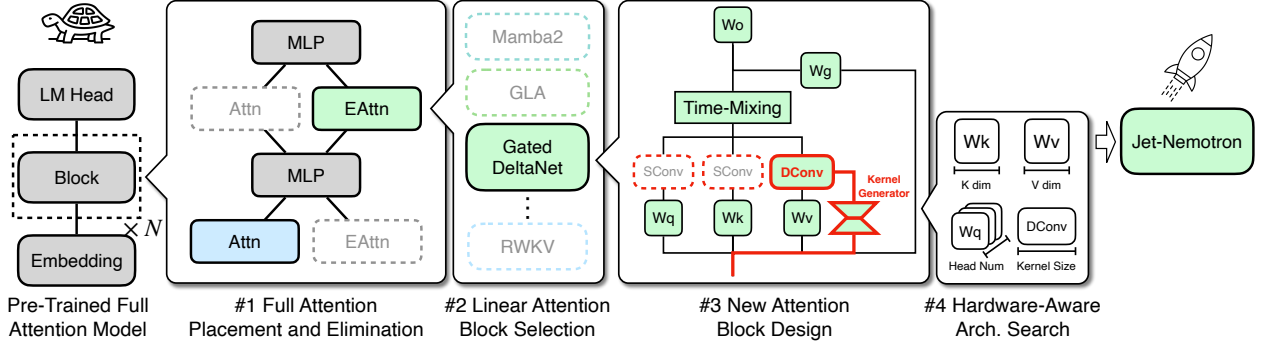 LM Head
Block
× N
Embedding
Pre-Trained Full
Attention Model
MLP
Attn
EAttn
MLP
Attn
EAttn
#1 Full Attention
Placement and Elimination
Mamba2
GLA
Gated
DeltaNet
RWKV
#2 Linear Attention
Block Selection
Wo
Wg
Time-Mixing
SConv
SConv
DConv
Kernel
Generator
Wq
Wk
Wv
#3 New Attention
Block Design
Wk
Wv
K dim
V dim
Wq
DConv
Head Num
Kernel Size
#4 Hardware-Aware
Arch. Search
Jet-Nemotron